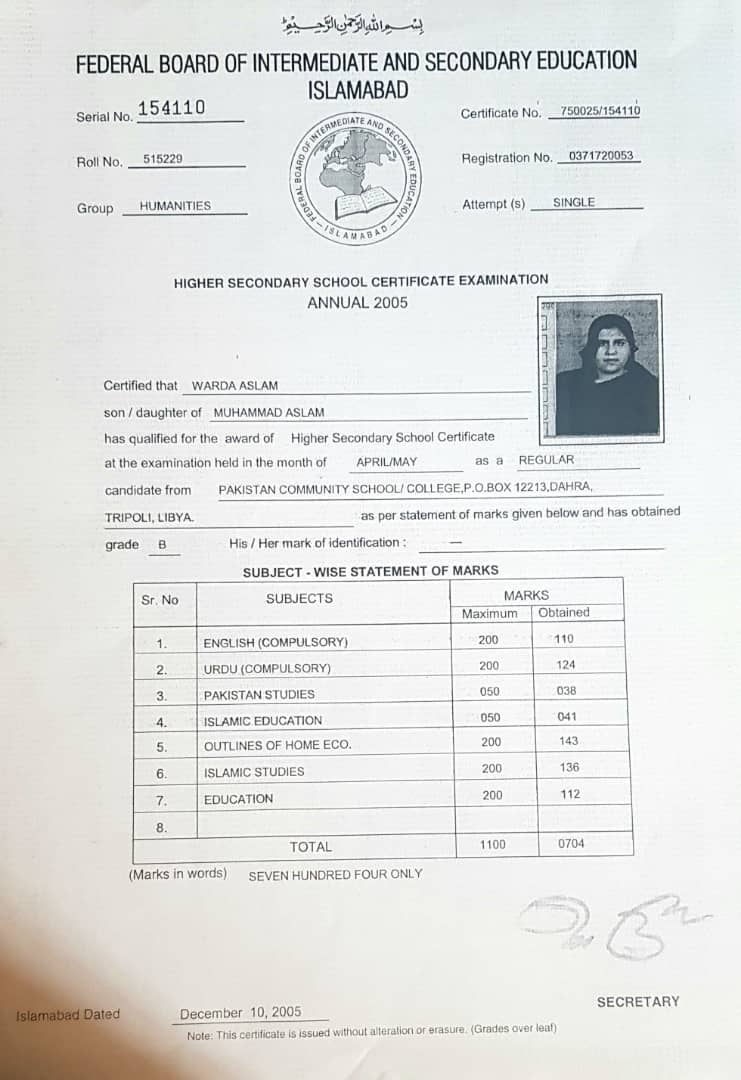 بسم الله الرحمن الرحيم
FEDERAL BOARD OF INTERMEDIATE AND SECONDARY EDUCATION
ISLAMABAD
Serial No. 154110
Certificate No. 750025/154110
FEDERAL BOARD OF INTERMEDIATE AND SECONDARY EDUCATION
— ISLAMABAD —
Roll No. 515229
Registration No. 0371720053
Group HUMANITIES
Attempt (s) SINGLE
HIGHER SECONDARY SCHOOL CERTIFICATE EXAMINATION
ANNUAL 2005
Certified that WARDA ASLAM
son / daughter of MUHAMMAD ASLAM
has qualified for the award of Higher Secondary School Certificate
at the examination held in the month of APRIL/MAY as a REGULAR
candidate from PAKISTAN COMMUNITY SCHOOL/ COLLEGE,P.O.BOX 12213,DAHRA,
TRIPOLI, LIBYA. as per statement of marks given below and has obtained
grade B His / Her mark of identification : —
SUBJECT - WISE STATEMENT OF MARKS
Sr. No SUBJECTS MARKS
Maximum Obtained
1. ENGLISH (COMPULSORY) 200 110
2. URDU (COMPULSORY) 200 124
3. PAKISTAN STUDIES 050 038
4. ISLAMIC EDUCATION 050 041
5. OUTLINES OF HOME ECO. 200 143
6. ISLAMIC STUDIES 200 136
7. EDUCATION 200 112
8.
TOTAL 1100 0704
(Marks in words) SEVEN HUNDRED FOUR ONLY
SECRETARY
Islamabad Dated December 10, 2005
Note: This certificate is issued without alteration or erasure. (Grades over leaf)